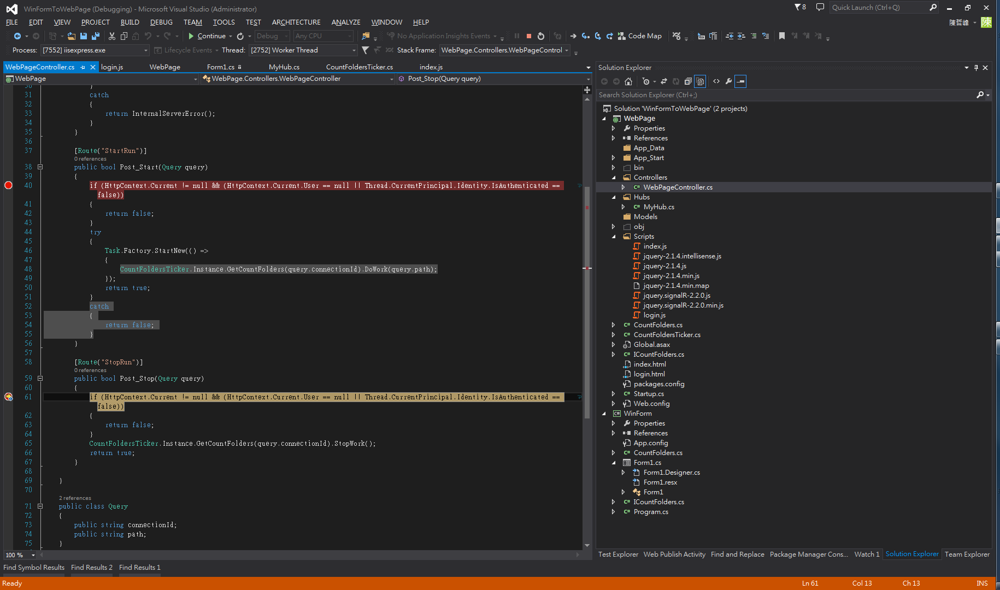 WinFormToWebPage (Debugging) - Microsoft Visual Studio (Administrator)
8
Quick Launch (Ctrl+Q)
FILE EDIT VIEW PROJECT BUILD DEBUG TEAM TOOLS TEST ARCHITECTURE ANALYZE WINDOW HELP
陳哲峰 陳
Continue Debug Any CPU No Application Insights Events Code Map
Process: [7552] iisexpress.exe Lifecycle Events Thread: [2752] Worker Thread Stack Frame: WebPage.Controllers.WebPageControl
WebPageController.cs login.js WebPage Form1.cs MyHub.cs CountFoldersTicker.cs index.js
WebPage WebPage.Controllers.WebPageController Post_Stop(Query query)
30 }
31 catch
32 {
33 return InternalServerError();
34 }
35 }
36
37 [Route("StartRun")]
0 references
38 public bool Post_Start(Query query)
39 {
40 if (HttpContext.Current != null && (HttpContext.Current.User == null || Thread.CurrentPrincipal.Identity.IsAuthenticated ==
false))
41 {
42 return false;
43 }
44 try
45 {
46 Task.Factory.StartNew(() =>
47 {
48 CountFoldersTicker.Instance.GetCountFolders(query.connectionId).DoWork(query.path);
49 });
50 return true;
51 }
52 catch
53 {
54 return false;
55 }
56 }
57
58 [Route("StopRun")]
0 references
59 public bool Post_Stop(Query query)
60 {
61 if (HttpContext.Current != null && (HttpContext.Current.User == null || Thread.CurrentPrincipal.Identity.IsAuthenticated ==
false))
62 {
63 return false;
64 }
65 CountFoldersTicker.Instance.GetCountFolders(query.connectionId).StopWork();
66 return true;
67 }
68
69 }
70
2 references
71 public class Query
72 {
73 public string connectionId;
74 public string path;
75 }
100 %
Solution Explorer
Search Solution Explorer (Ctrl+;)
Solution 'WinFormToWebPage' (2 projects)
WebPage
Properties
References
App_Data
App_Start
bin
Controllers
C# WebPageController.cs
Hubs
C# MyHub.cs
Models
obj
Scripts
index.js
jquery-2.1.4.intellisense.js
jquery-2.1.4.js
jquery-2.1.4.min.js
jquery-2.1.4.min.map
jquery.signalR-2.2.0.js
jquery.signalR-2.2.0.min.js
login.js
C# CountFolders.cs
C# CountFoldersTicker.cs
Global.asax
C# ICountFolders.cs
index.html
login.html
packages.config
C# Startup.cs
Web.config
C# WinForm
Properties
References
App.config
C# CountFolders.cs
Form1.cs
Form1.Designer.cs
Form1.resx
Form1
C# ICountFolders.cs
C# Program.cs
Test Explorer Web Publish Activity Find and Replace Package Manager Cons... Watch 1 Solution Explorer Team Explorer
Find Symbol Results Find Results 2 Find Results 1
Ready Ln 61 Col 13 Ch 13 INS